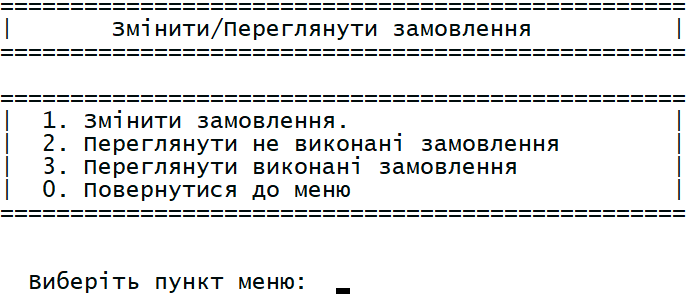 =================================================
|       Змінити/Переглянути замовлення          |
=================================================
=================================================
|  1. Змінити замовлення.                       |
|  2. Переглянути не виконані замовлення        |
|  3. Переглянути виконані замовлення           |
|  0. Повернутися до меню                       |
=================================================
Виберіть пункт меню: